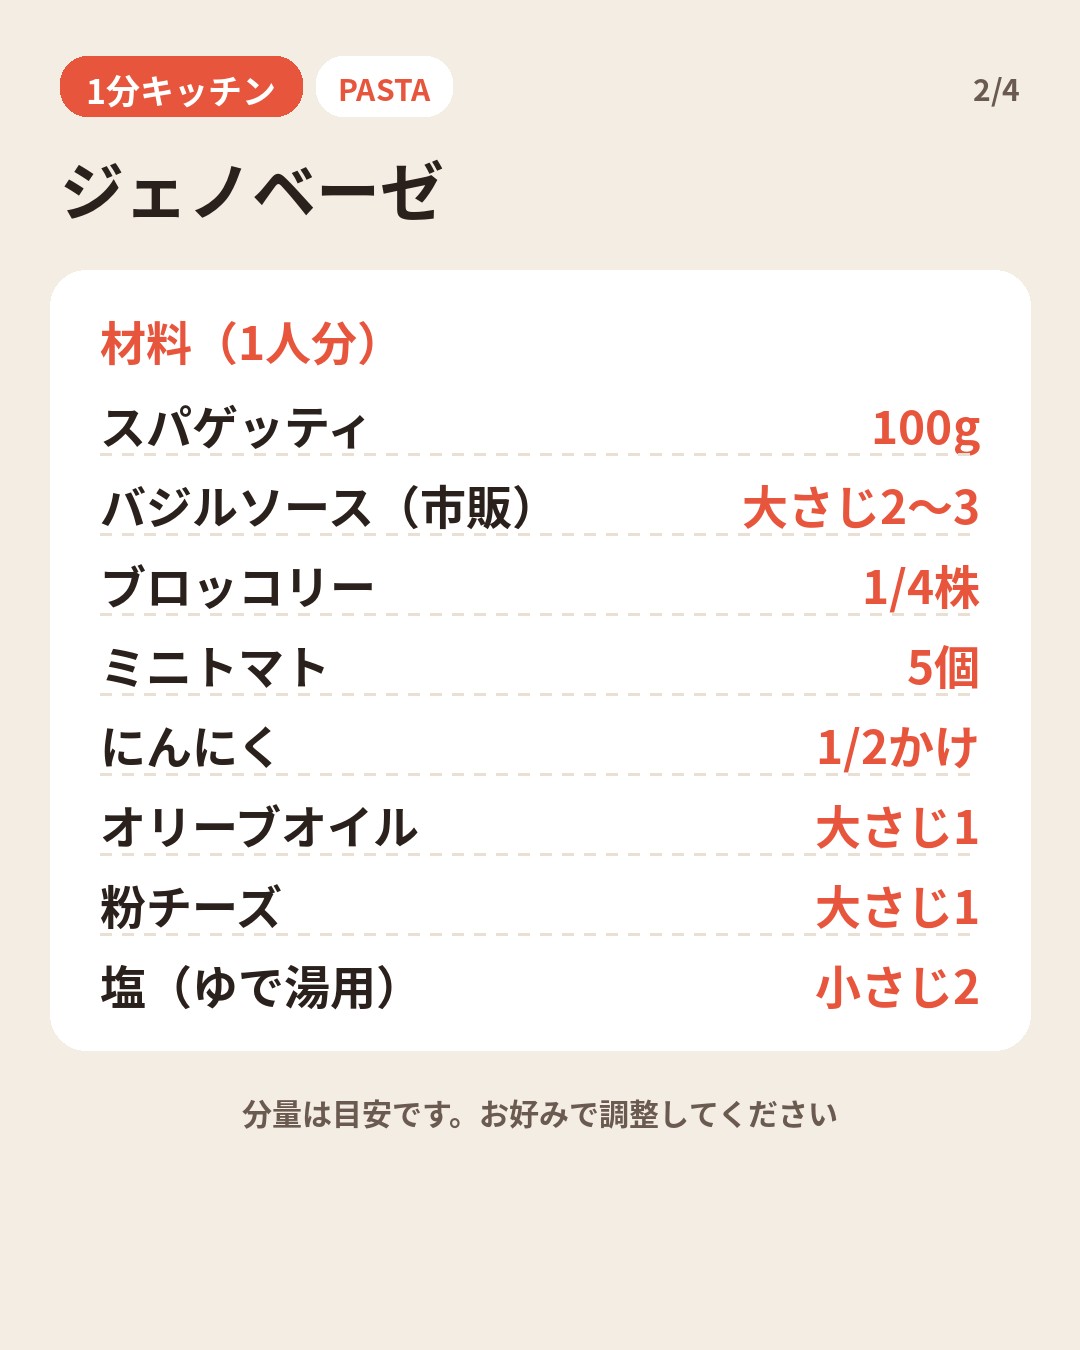 1分キッチン PASTA 2/4
ジェノベーゼ
材料（1人分）
スパゲッティ 100g
バジルソース（市販） 大さじ2〜3
ブロッコリー 1/4株
ミニトマト 5個
にんにく 1/2かけ
オリーブオイル 大さじ1
粉チーズ 大さじ1
塩（ゆで湯用） 小さじ2
分量は目安です。お好みで調整してください